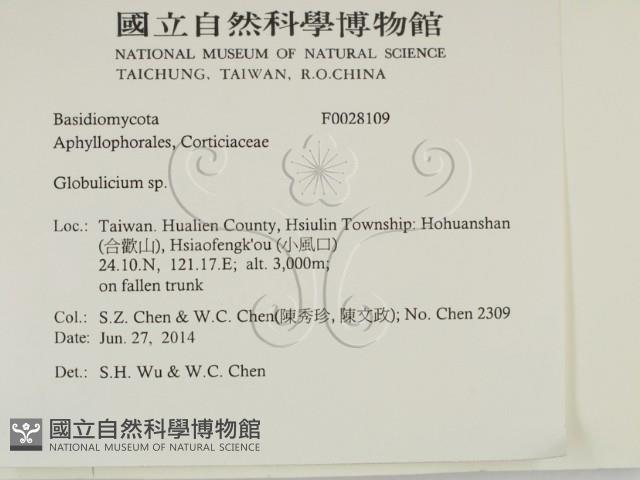 國立自然科學博物館
NATIONAL MUSEUM OF NATURAL SCIENCE
TAICHUNG, TAIWAN, R.O.CHINA
Basidiomycota F0028109
Aphyllophorales, Corticiaceae
Globulicium sp.
Loc.: Taiwan. Hualien County, Hsiulin Township: Hohuanshan
(合歡山), Hsiaofengk'ou (小風口)
24.10.N, 121.17.E; alt. 3,000m;
on fallen trunk
Col.: S.Z. Chen & W.C. Chen(陳秀珍, 陳文政); No. Chen 2309
Date: Jun. 27, 2014
Det.: S.H. Wu & W.C. Chen
國立自然科學博物館
NATIONAL MUSEUM OF NATURAL SCIENCE